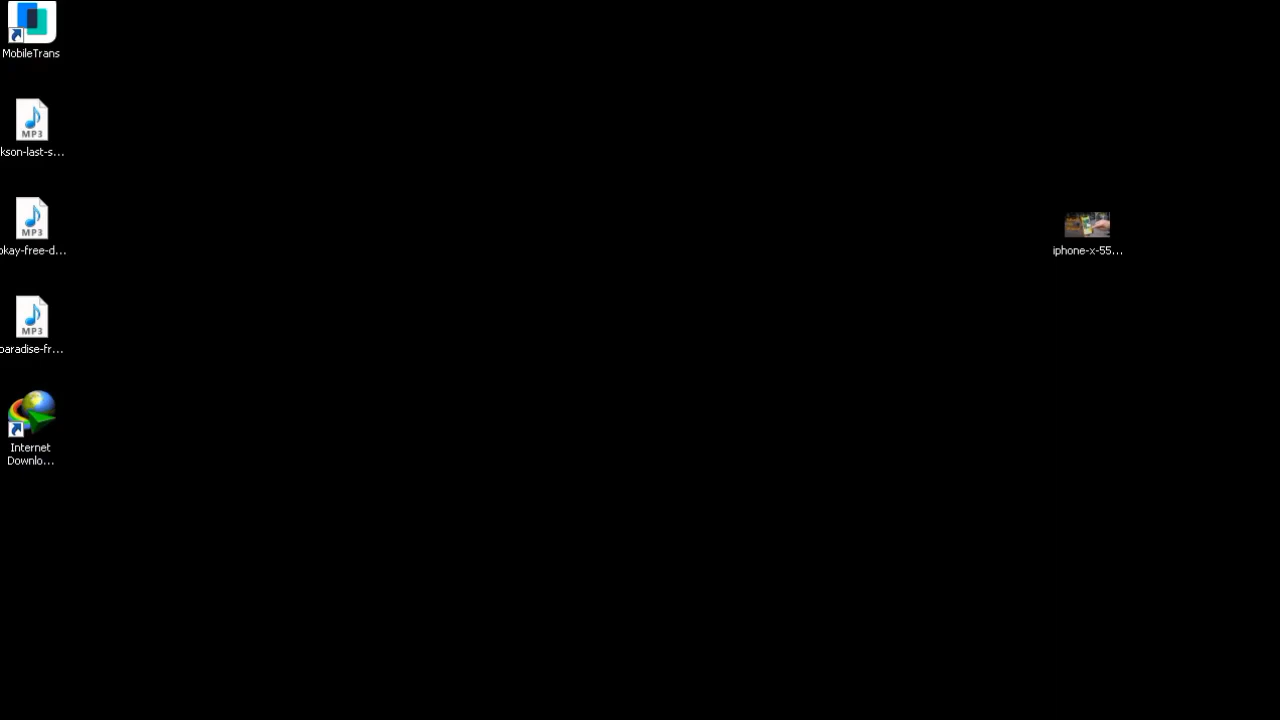 MobileTrans
MP3
kson-last-s...
MP3
okay-free-d...
iphone-x-55...
MP3
paradise-fr...
Internet
Downlo...